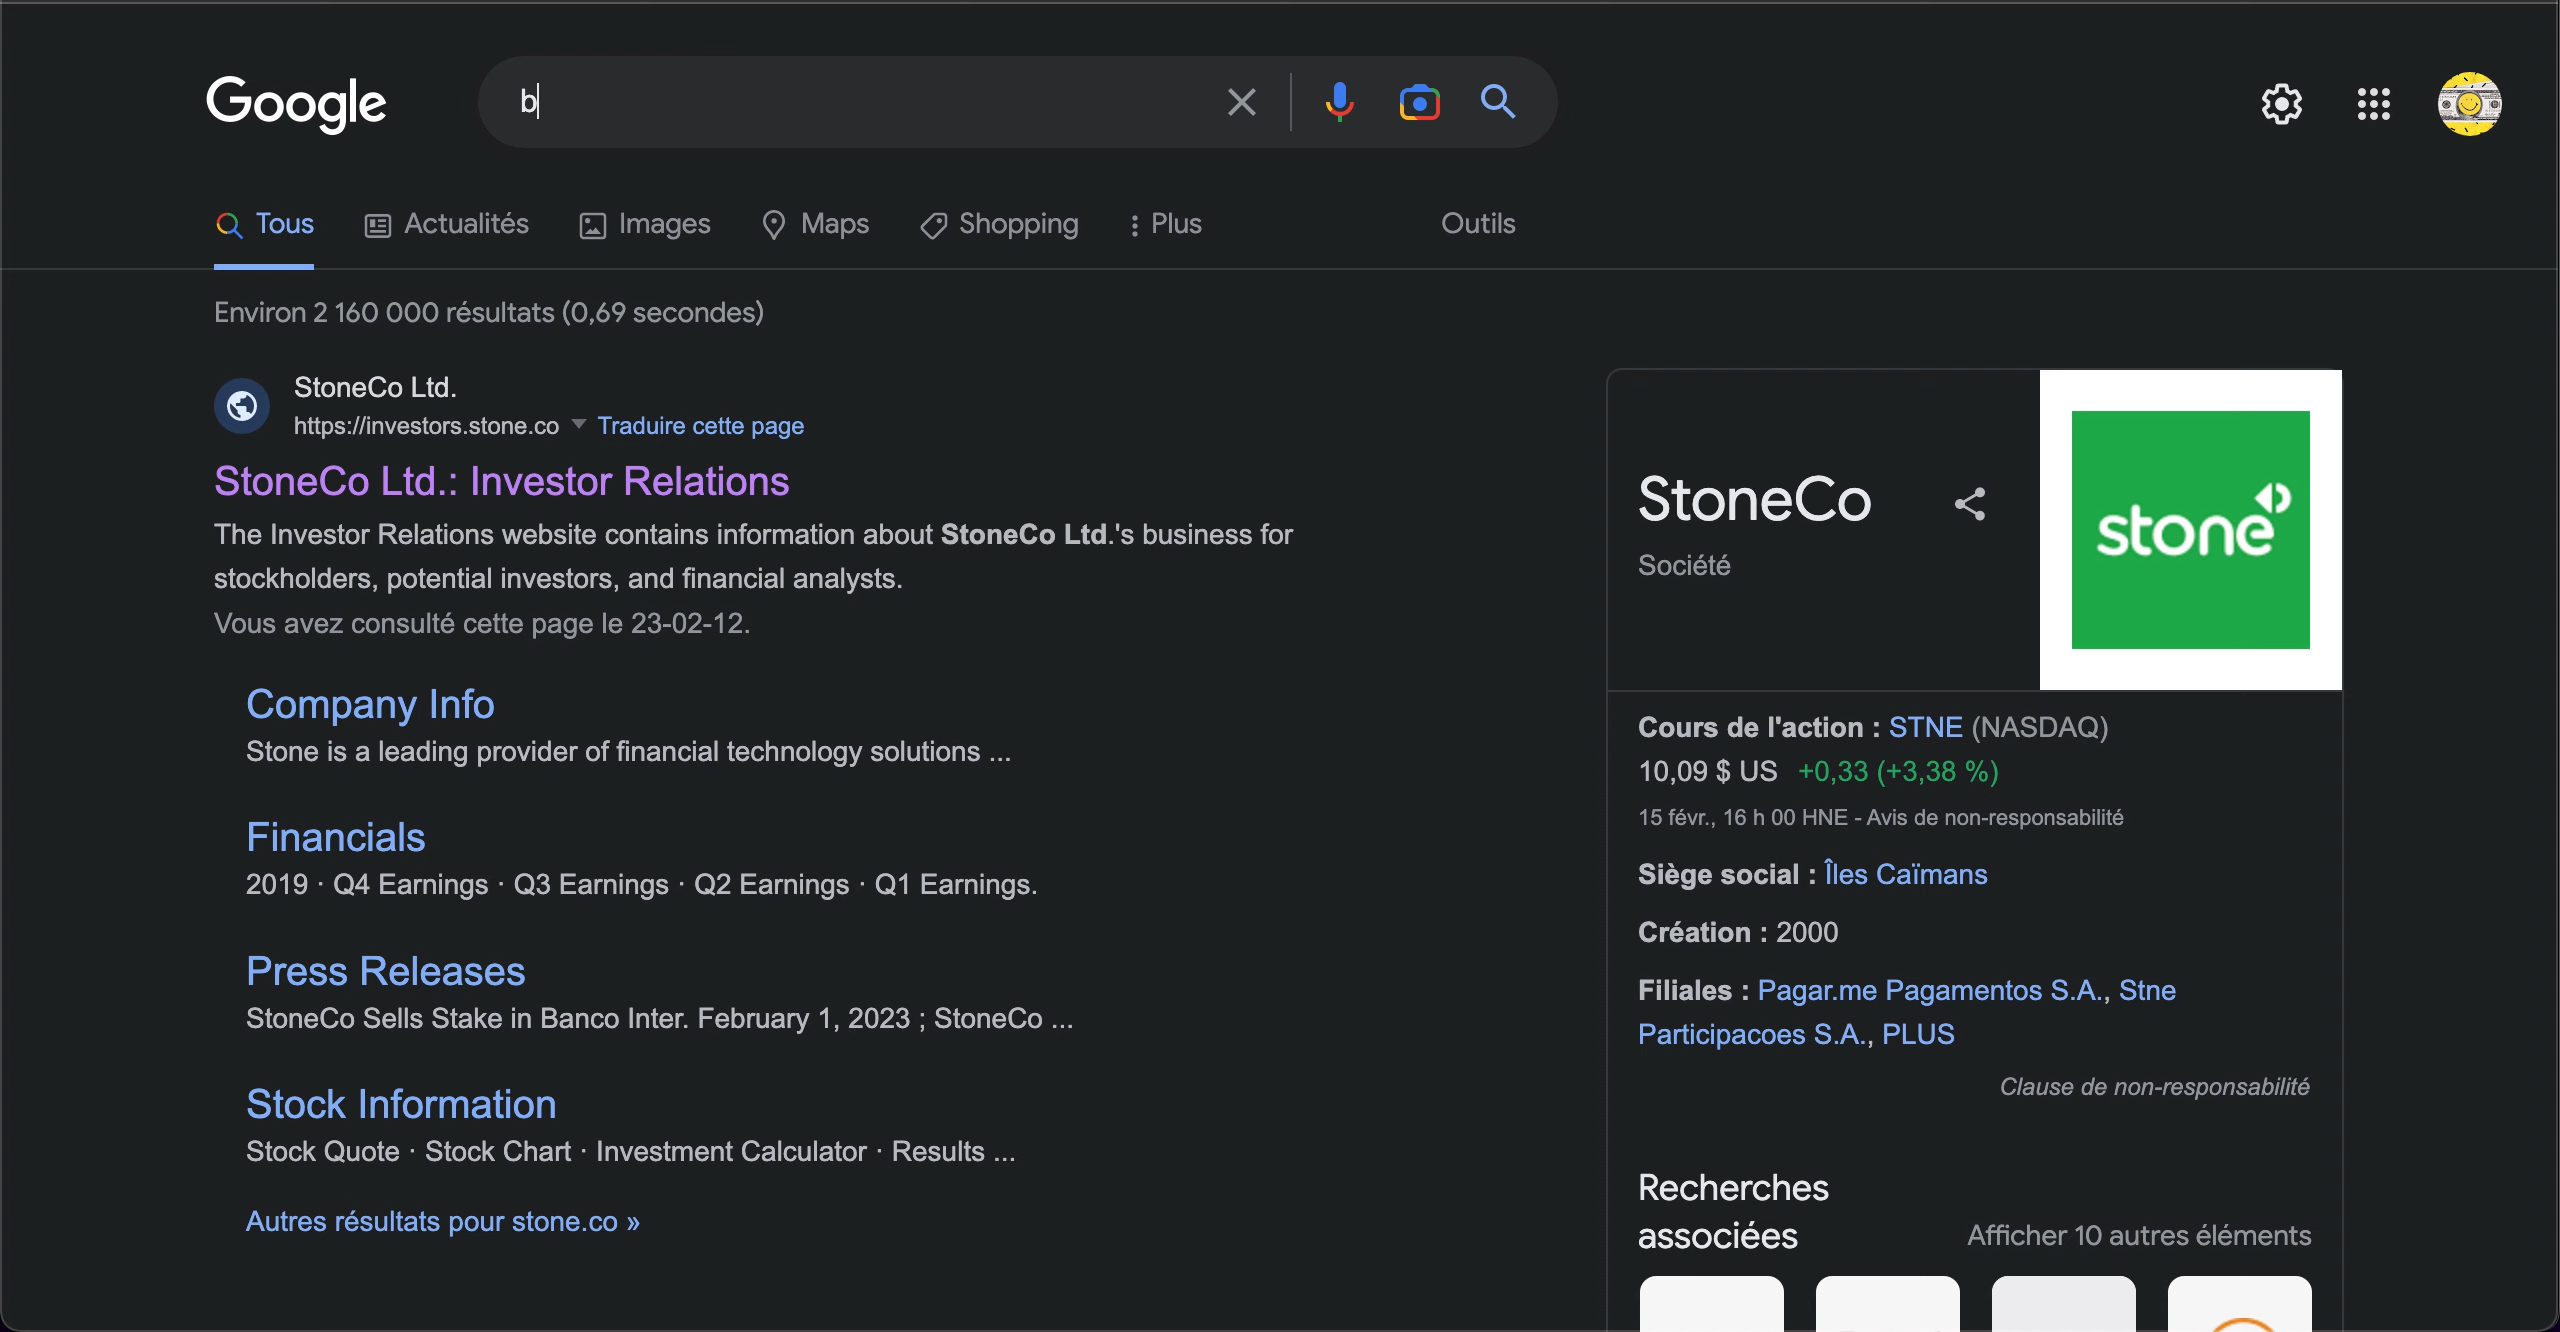 Google
b
Tous
Actualités
Images
Maps
Shopping
Plus
Outils
Environ 2 160 000 résultats (0,69 secondes)
StoneCo Ltd.
https://investors.stone.co
Traduire cette page
StoneCo Ltd.: Investor Relations
The Investor Relations website contains information about StoneCo Ltd.'s business for
stockholders, potential investors, and financial analysts.
Vous avez consulté cette page le 23-02-12.
Company Info
Stone is a leading provider of financial technology solutions ...
Financials
2019 · Q4 Earnings · Q3 Earnings · Q2 Earnings · Q1 Earnings.
Press Releases
StoneCo Sells Stake in Banco Inter. February 1, 2023 ; StoneCo ...
Stock Information
Stock Quote · Stock Chart · Investment Calculator · Results ...
Autres résultats pour stone.co »
StoneCo
Société
stone
Cours de l'action : STNE (NASDAQ)
10,09 $ US +0,33 (+3,38 %)
15 févr., 16 h 00 HNE - Avis de non-responsabilité
Siège social : Îles Caïmans
Création : 2000
Filiales : Pagar.me Pagamentos S.A., Stne
Participacoes S.A., PLUS
Clause de non-responsabilité
Recherches
associées
Afficher 10 autres éléments